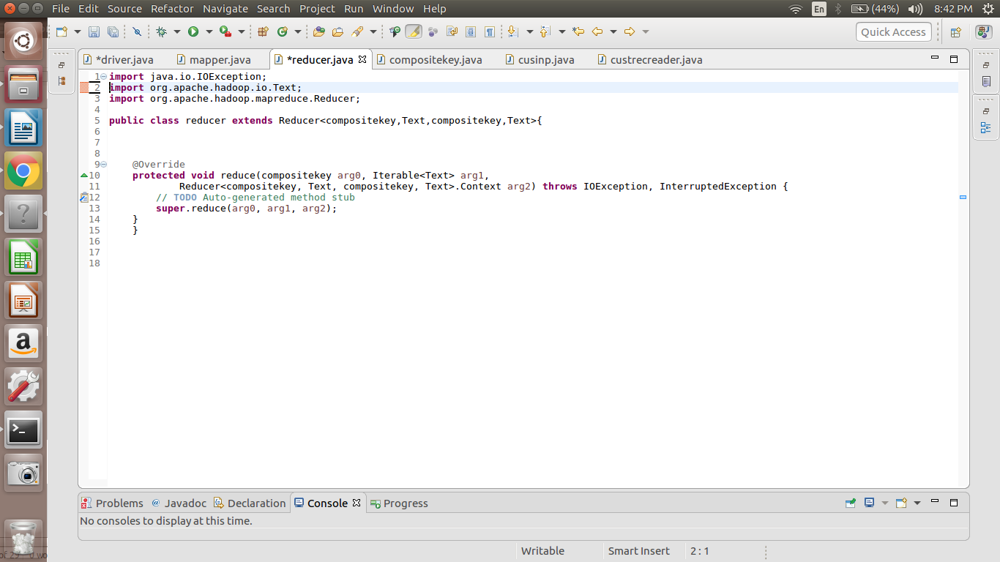 File Edit Source Refactor Navigate Search Project Run Window Help
En (44%) 8:42 PM
Quick Access
*driver.java mapper.java *reducer.java compositekey.java cusinp.java custrecreader.java
1 import java.io.IOException;
2 import org.apache.hadoop.io.Text;
3 import org.apache.hadoop.mapreduce.Reducer;
4
5 public class reducer extends Reducer<compositekey,Text,compositekey,Text>{
6
7
8
9 @Override
10 protected void reduce(compositekey arg0, Iterable<Text> arg1,
11 Reducer<compositekey, Text, compositekey, Text>.Context arg2) throws IOException, InterruptedException {
12 // TODO Auto-generated method stub
13 super.reduce(arg0, arg1, arg2);
14 }
15 }
16
17
18
Problems @ Javadoc Declaration Console Progress
No consoles to display at this time.
Writable Smart Insert 2 : 1